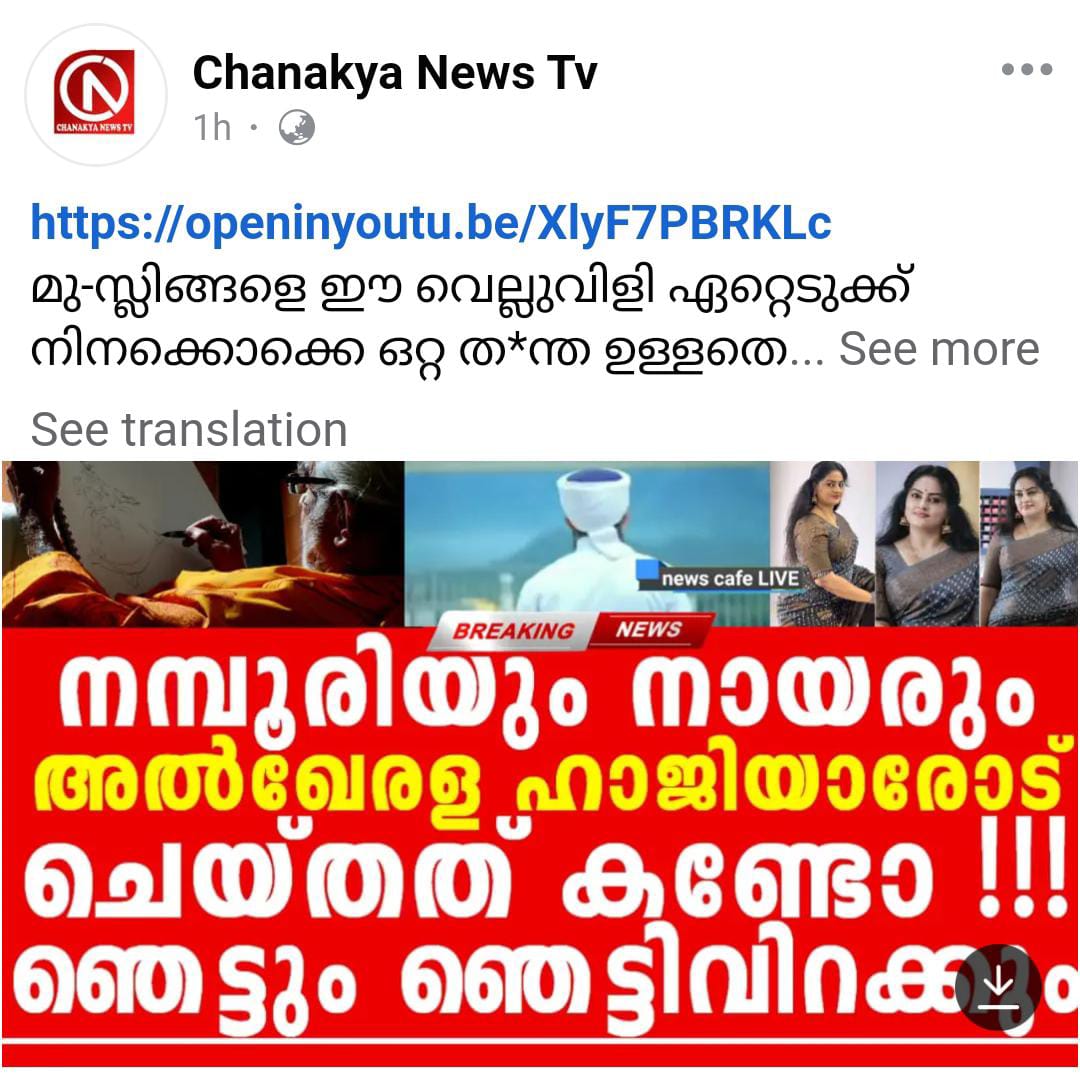 Chanakya News Tv
CHANAKYA NEWS TV
1h ·
https://openinyoutu.be/XlyF7PBRKLc
മു-സ്ലിങ്ങളെ ഈ വെല്ലുവിളി ഏറ്റെടുക്ക്
നിനക്കൊക്കെ ഒറ്റ ത*ന്ത ഉള്ളതെ... See more
See translation
news cafe LIVE
BREAKING NEWS
നമ്പൂരിയും നായരും
അൽഖേരള ഹാജിയാരോട്
ചെയ്തത് കണ്ടോ !!!
ഞെട്ടും ഞെട്ടിവിറക്കും